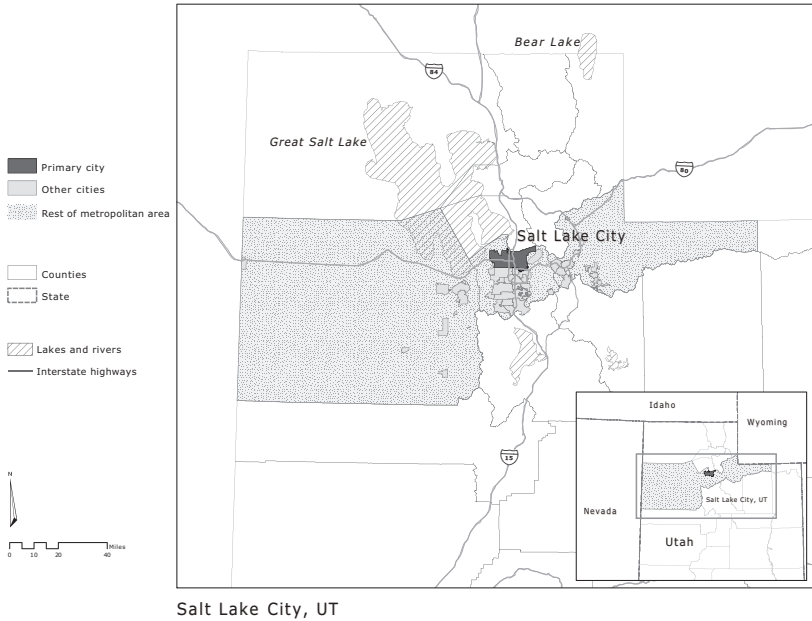 Bear Lake
84
Great Salt Lake
80
Primary city
Other cities
Rest of metropolitan area
Salt Lake City
Counties
State
Lakes and rivers
Interstate highways
15
Idaho
Wyoming
Salt Lake City, UT
Nevada
Utah
N
Miles
0 10 20 40
Salt Lake City, UT